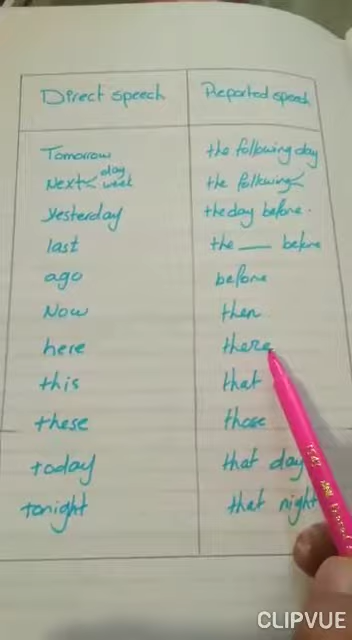 Direct speech Reported speech
Tomorrow the following day
Next < day week the following <
yesterday the day before.
last the ___ before
ago before
Now then
here there
this that
these those
today that day
tonight that night
CLIPVUE